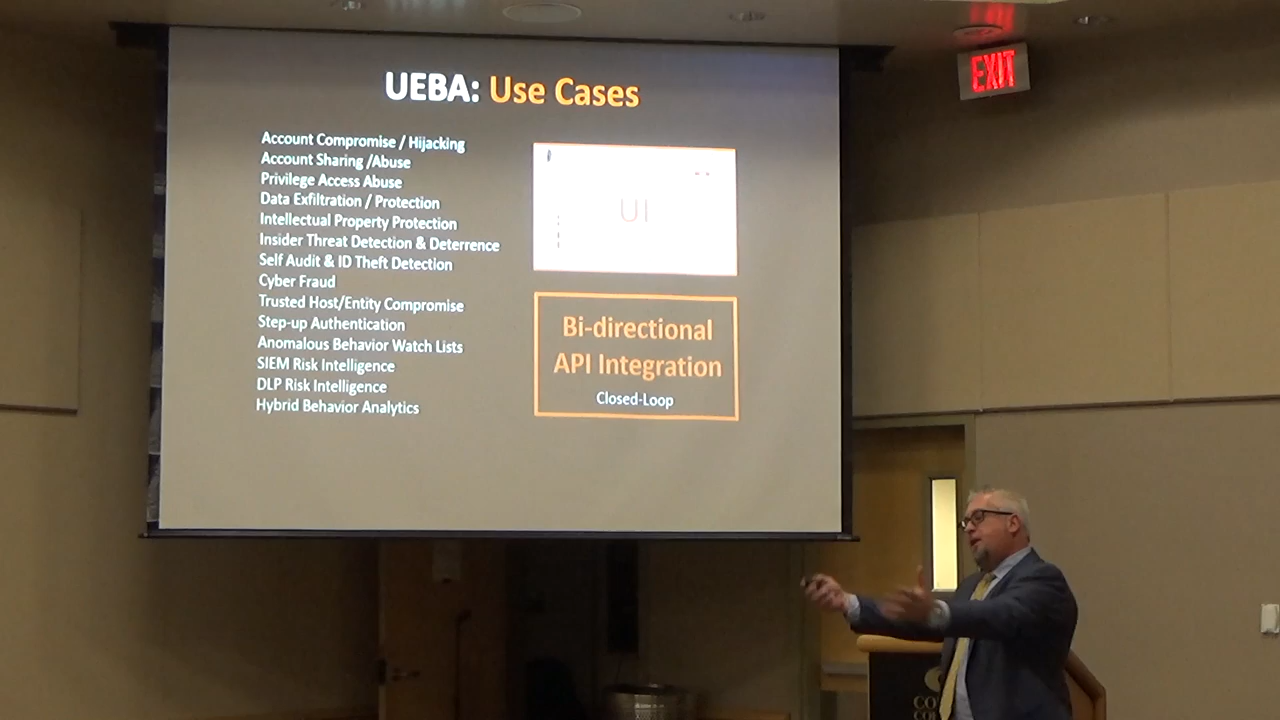 UEBA: Use Cases
EXIT
Account Compromise / Hijacking
Account Sharing /Abuse
Privilege Access Abuse
Data Exfiltration / Protection
Intellectual Property Protection
Insider Threat Detection & Deterrence
Self Audit & ID Theft Detection
Cyber Fraud
Trusted Host/Entity Compromise
Step-up Authentication
Anomalous Behavior Watch Lists
SIEM Risk Intelligence
DLP Risk Intelligence
Hybrid Behavior Analytics
UI
Bi-directional
API Integration
Closed-Loop